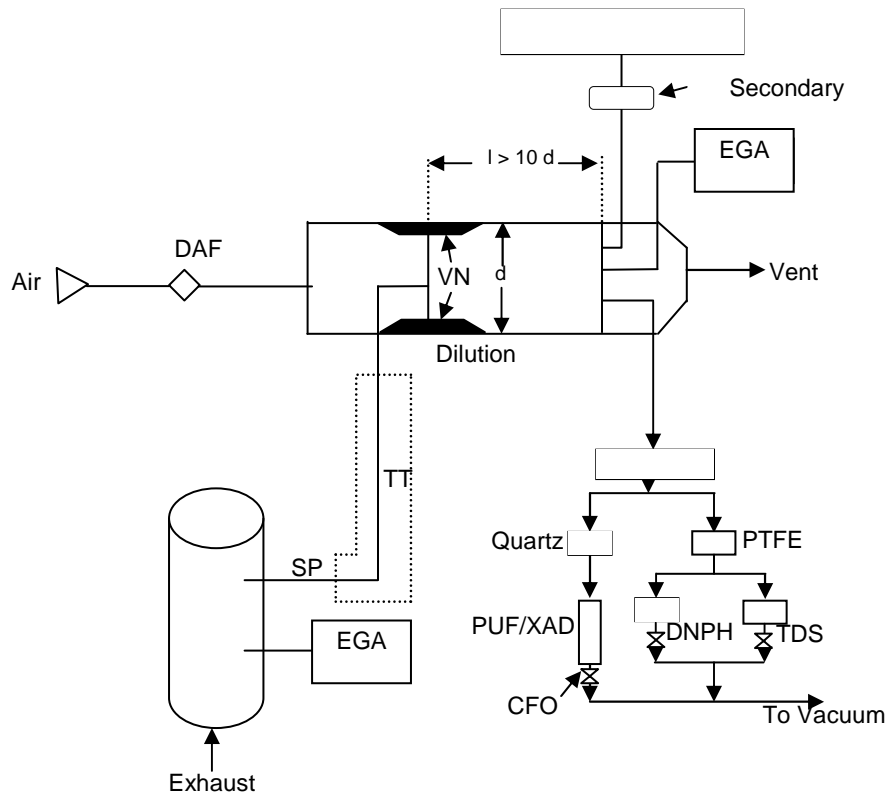 Secondary
EGA
l > 10 d
DAF
Air
VN
d
Vent
Dilution
TT
Quartz
PTFE
SP
PUF/XAD
DNPH
TDS
EGA
CFO
To Vacuum
Exhaust